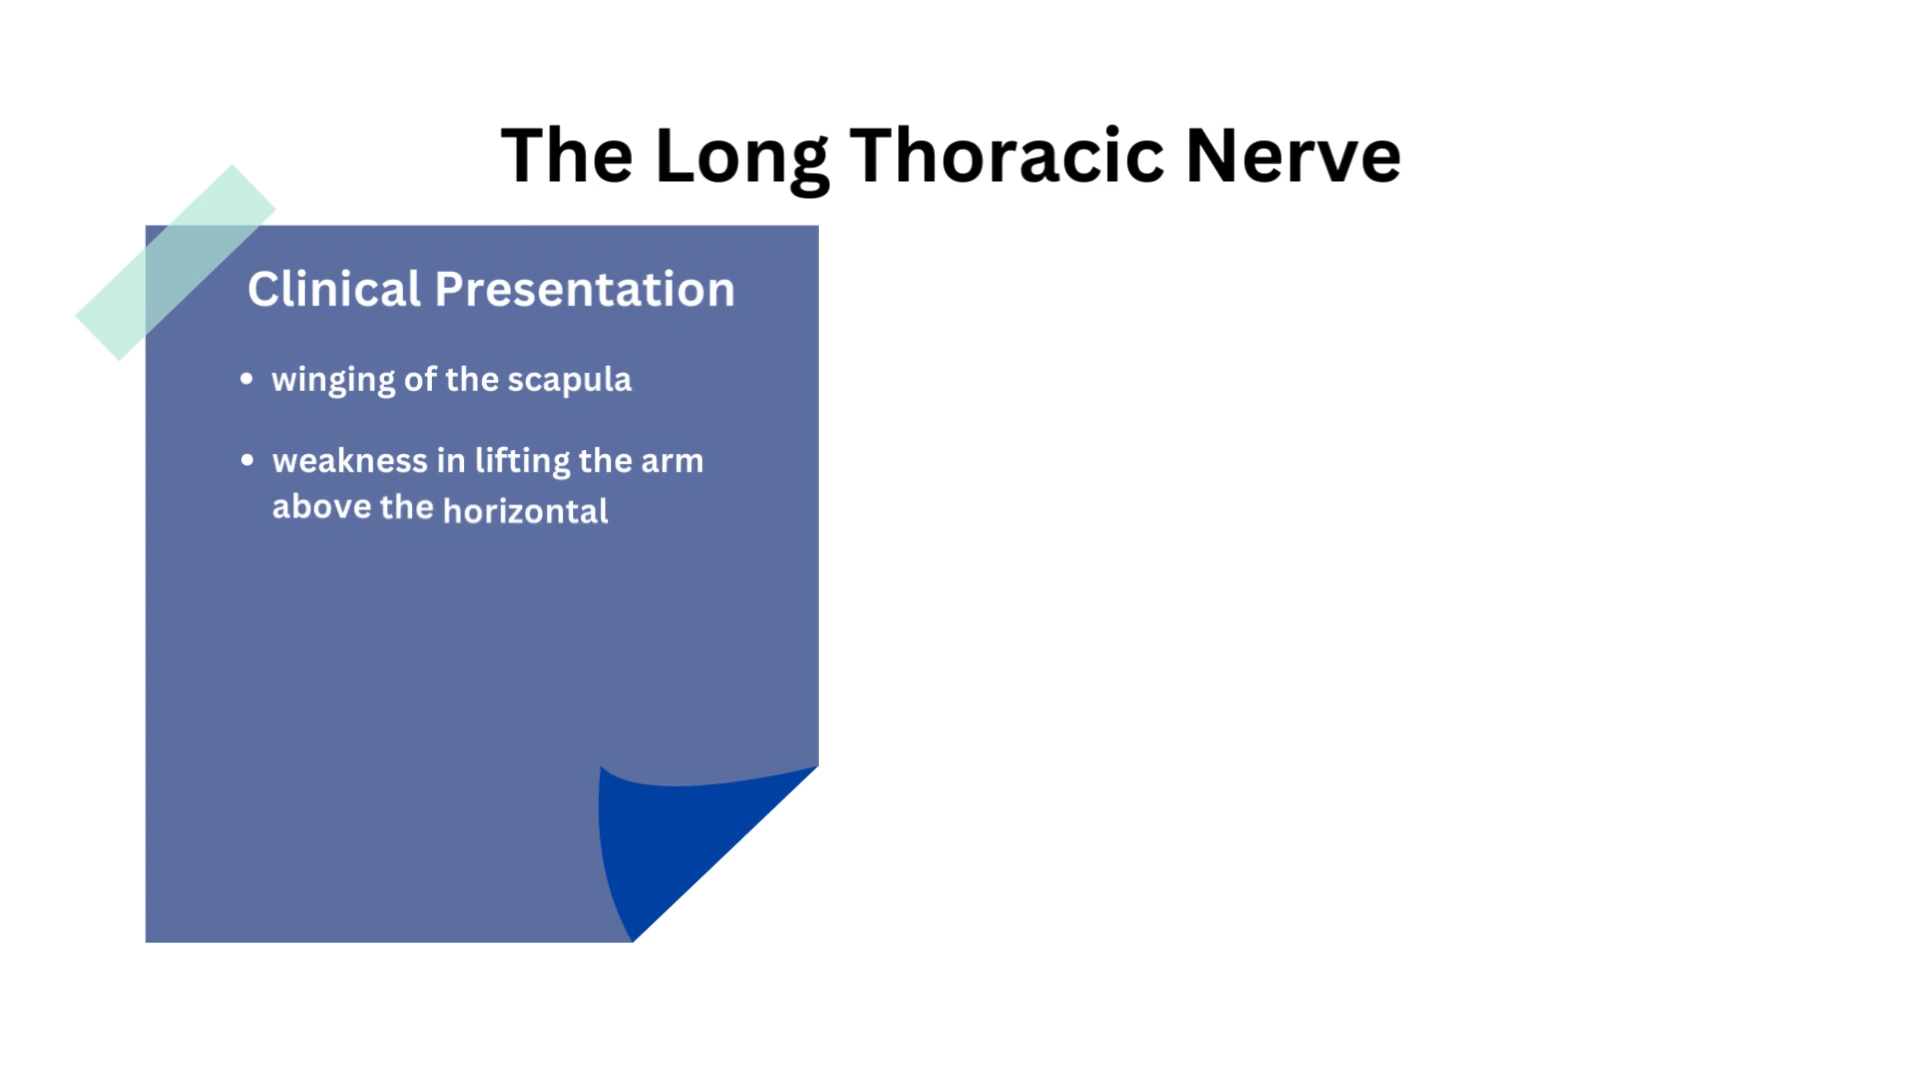 The Long Thoracic Nerve
Clinical Presentation
• winging of the scapula
• weakness in lifting the arm
above the horizontal